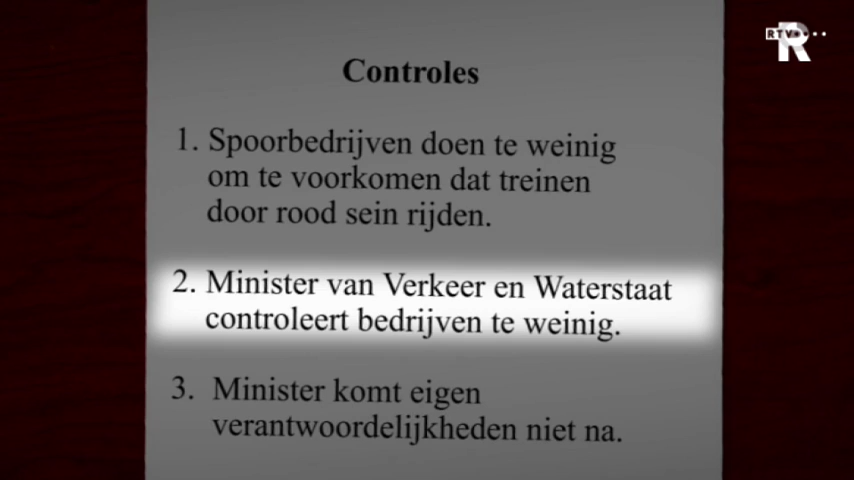 RTV
R
Controles
1. Spoorbedrijven doen te weinig
om te voorkomen dat treinen
door rood sein rijden.
2. Minister van Verkeer en Waterstaat
controleert bedrijven te weinig.
3. Minister komt eigen
verantwoordelijkheden niet na.